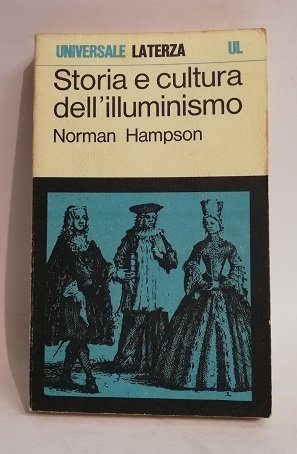 UNIVERSALE LATERZA UL
Storia e cultura
dell'illuminismo
Norman Hampson